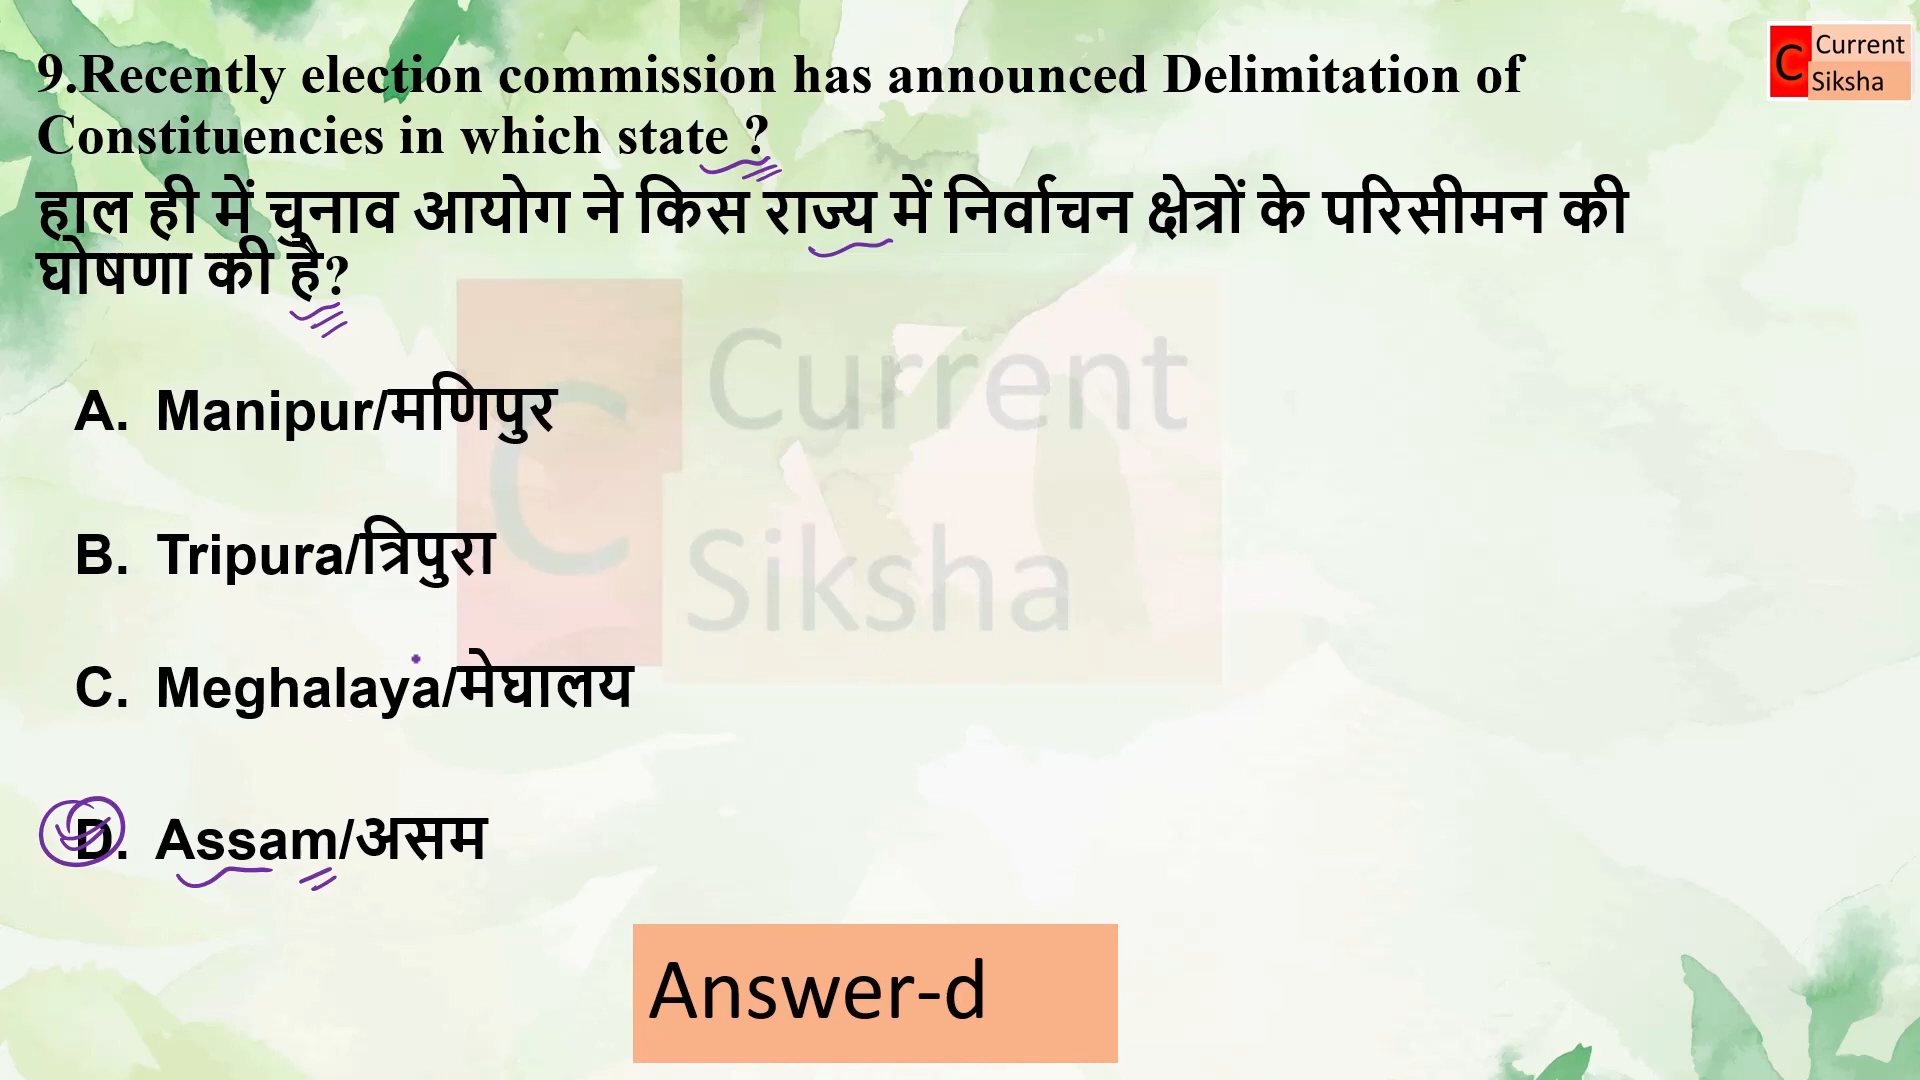 9.Recently election commission has announced Delimitation of
Constituencies in which state ?
हाल ही में चुनाव आयोग ने किस राज्य में निर्वाचन क्षेत्रों के परिसीमन की
घोषणा की है?
A. Manipur/मणिपुर
B. Tripura/त्रिपुरा
C. Meghalaya/मेघालय
D. Assam/असम
Answer-d
C Current
Siksha
C Current
Siksha